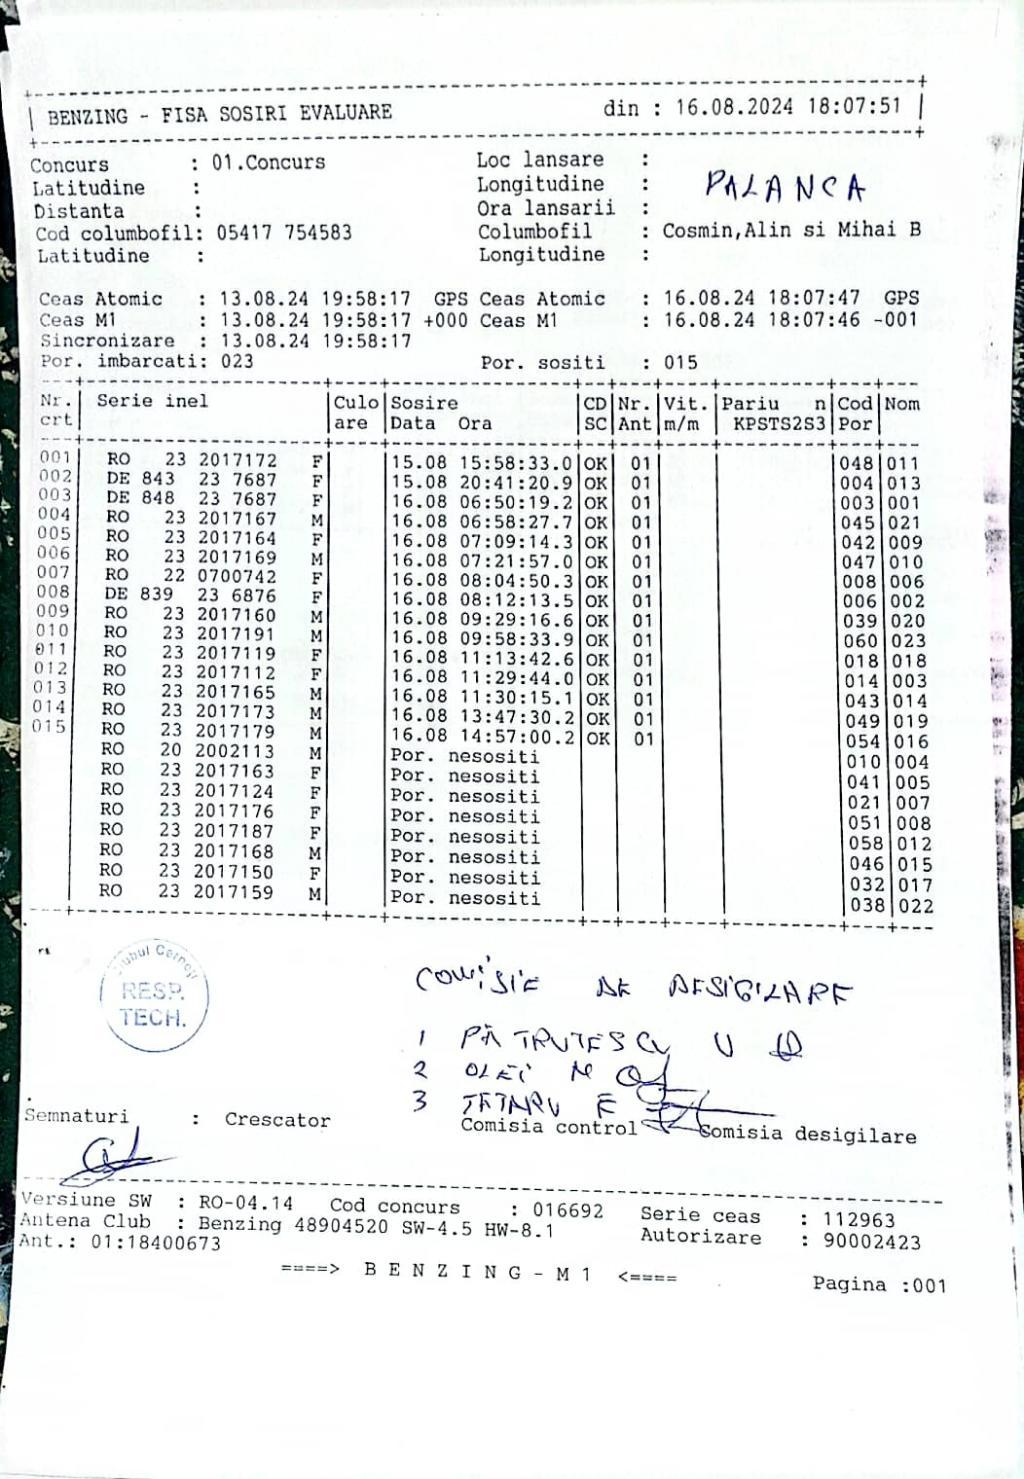 BENZING - FISA SOSIRI EVALUARE din : 16.08.2024 18:07:51
Concurs : 01.Concurs Loc lansare :
Latitudine : Longitudine : PALANCA
Distanta : Ora lansarii :
Cod columbofil: 05417 754583 Columbofil : Cosmin,Alin si Mihai B
Latitudine : Longitudine :
Ceas Atomic : 13.08.24 19:58:17 GPS Ceas Atomic : 16.08.24 18:07:47 GPS
Ceas M1 : 13.08.24 19:58:17 +000 Ceas M1 : 16.08.24 18:07:46 -001
Sincronizare : 13.08.24 19:58:17
Por. imbarcati: 023 Por. sositi : 015
Nr. Serie inel Culo Sosire CD Nr. Vit. Pariu n Cod Nom
crt are Data Ora SC Ant m/m KPSTS2S3 Por
001 RO 23 2017172 F 15.08 15:58:33.0 OK 01 048 011
002 DE 843 23 7687 F 15.08 20:41:20.9 OK 01 004 013
003 DE 848 23 7687 F 16.08 06:50:19.2 OK 01 003 001
004 RO 23 2017167 M 16.08 06:58:27.7 OK 01 045 021
005 RO 23 2017164 F 16.08 07:09:14.3 OK 01 042 009
006 RO 23 2017169 M 16.08 07:21:57.0 OK 01 047 010
007 RO 22 0700742 F 16.08 08:04:50.3 OK 01 008 006
008 DE 839 23 6876 F 16.08 08:12:13.5 OK 01 006 002
009 RO 23 2017160 M 16.08 09:29:16.6 OK 01 039 020
010 RO 23 2017191 M 16.08 09:58:33.9 OK 01 060 023
011 RO 23 2017119 F 16.08 11:13:42.6 OK 01 018 018
012 RO 23 2017112 F 16.08 11:29:44.0 OK 01 014 003
013 RO 23 2017165 M 16.08 11:30:15.1 OK 01 043 014
014 RO 23 2017173 M 16.08 13:47:30.2 OK 01 049 019
015 RO 23 2017179 M 16.08 14:57:00.2 OK 01 054 016
RO 20 2002113 M Por. nesositi 010 004
RO 23 2017163 F Por. nesositi 041 005
RO 23 2017124 F Por. nesositi 021 007
RO 23 2017176 F Por. nesositi 051 008
RO 23 2017187 F Por. nesositi 058 012
RO 23 2017168 M Por. nesositi 046 015
RO 23 2017150 F Por. nesositi 032 017
RO 23 2017159 M Por. nesositi 038 022
RESP.
TECH.
COMISIE DE DESIGILARE
1 PĂTRUTESCU V
2 OLEI M
3 TATARU E
Semnaturi : Crescator Comisia control Comisia desigilare
Versiune SW : RO-04.14 Cod concurs : 016692 Serie ceas : 112963
Antena Club : Benzing 48904520 SW-4.5 HW-8.1 Autorizare : 90002423
Ant.: 01:18400673
====> B E N Z I N G - M 1 <====
Pagina :001